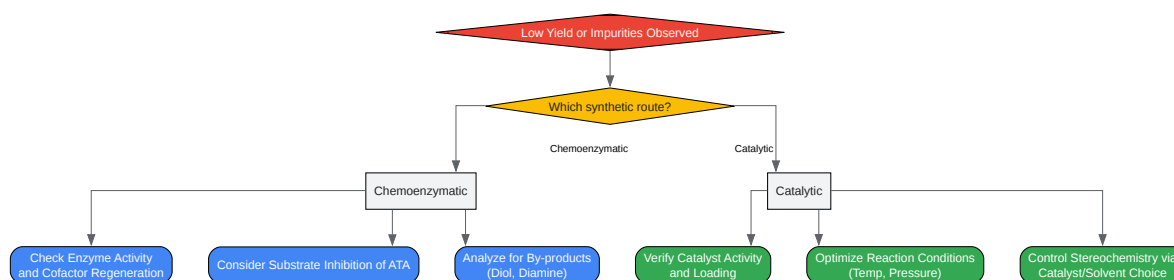 Low Yield or Impurities Observed
Which synthetic route?
Chemoenzymatic
Catalytic
Chemoenzymatic
Catalytic
Check Enzyme Activity
and Cofactor Regeneration
Consider Substrate Inhibition of ATA
Analyze for By-products
(Diol, Diamine)
Verify Catalyst Activity
and Loading
Optimize Reaction Conditions
(Temp, Pressure)
Control Stereochemistry via
Catalyst/Solvent Choice